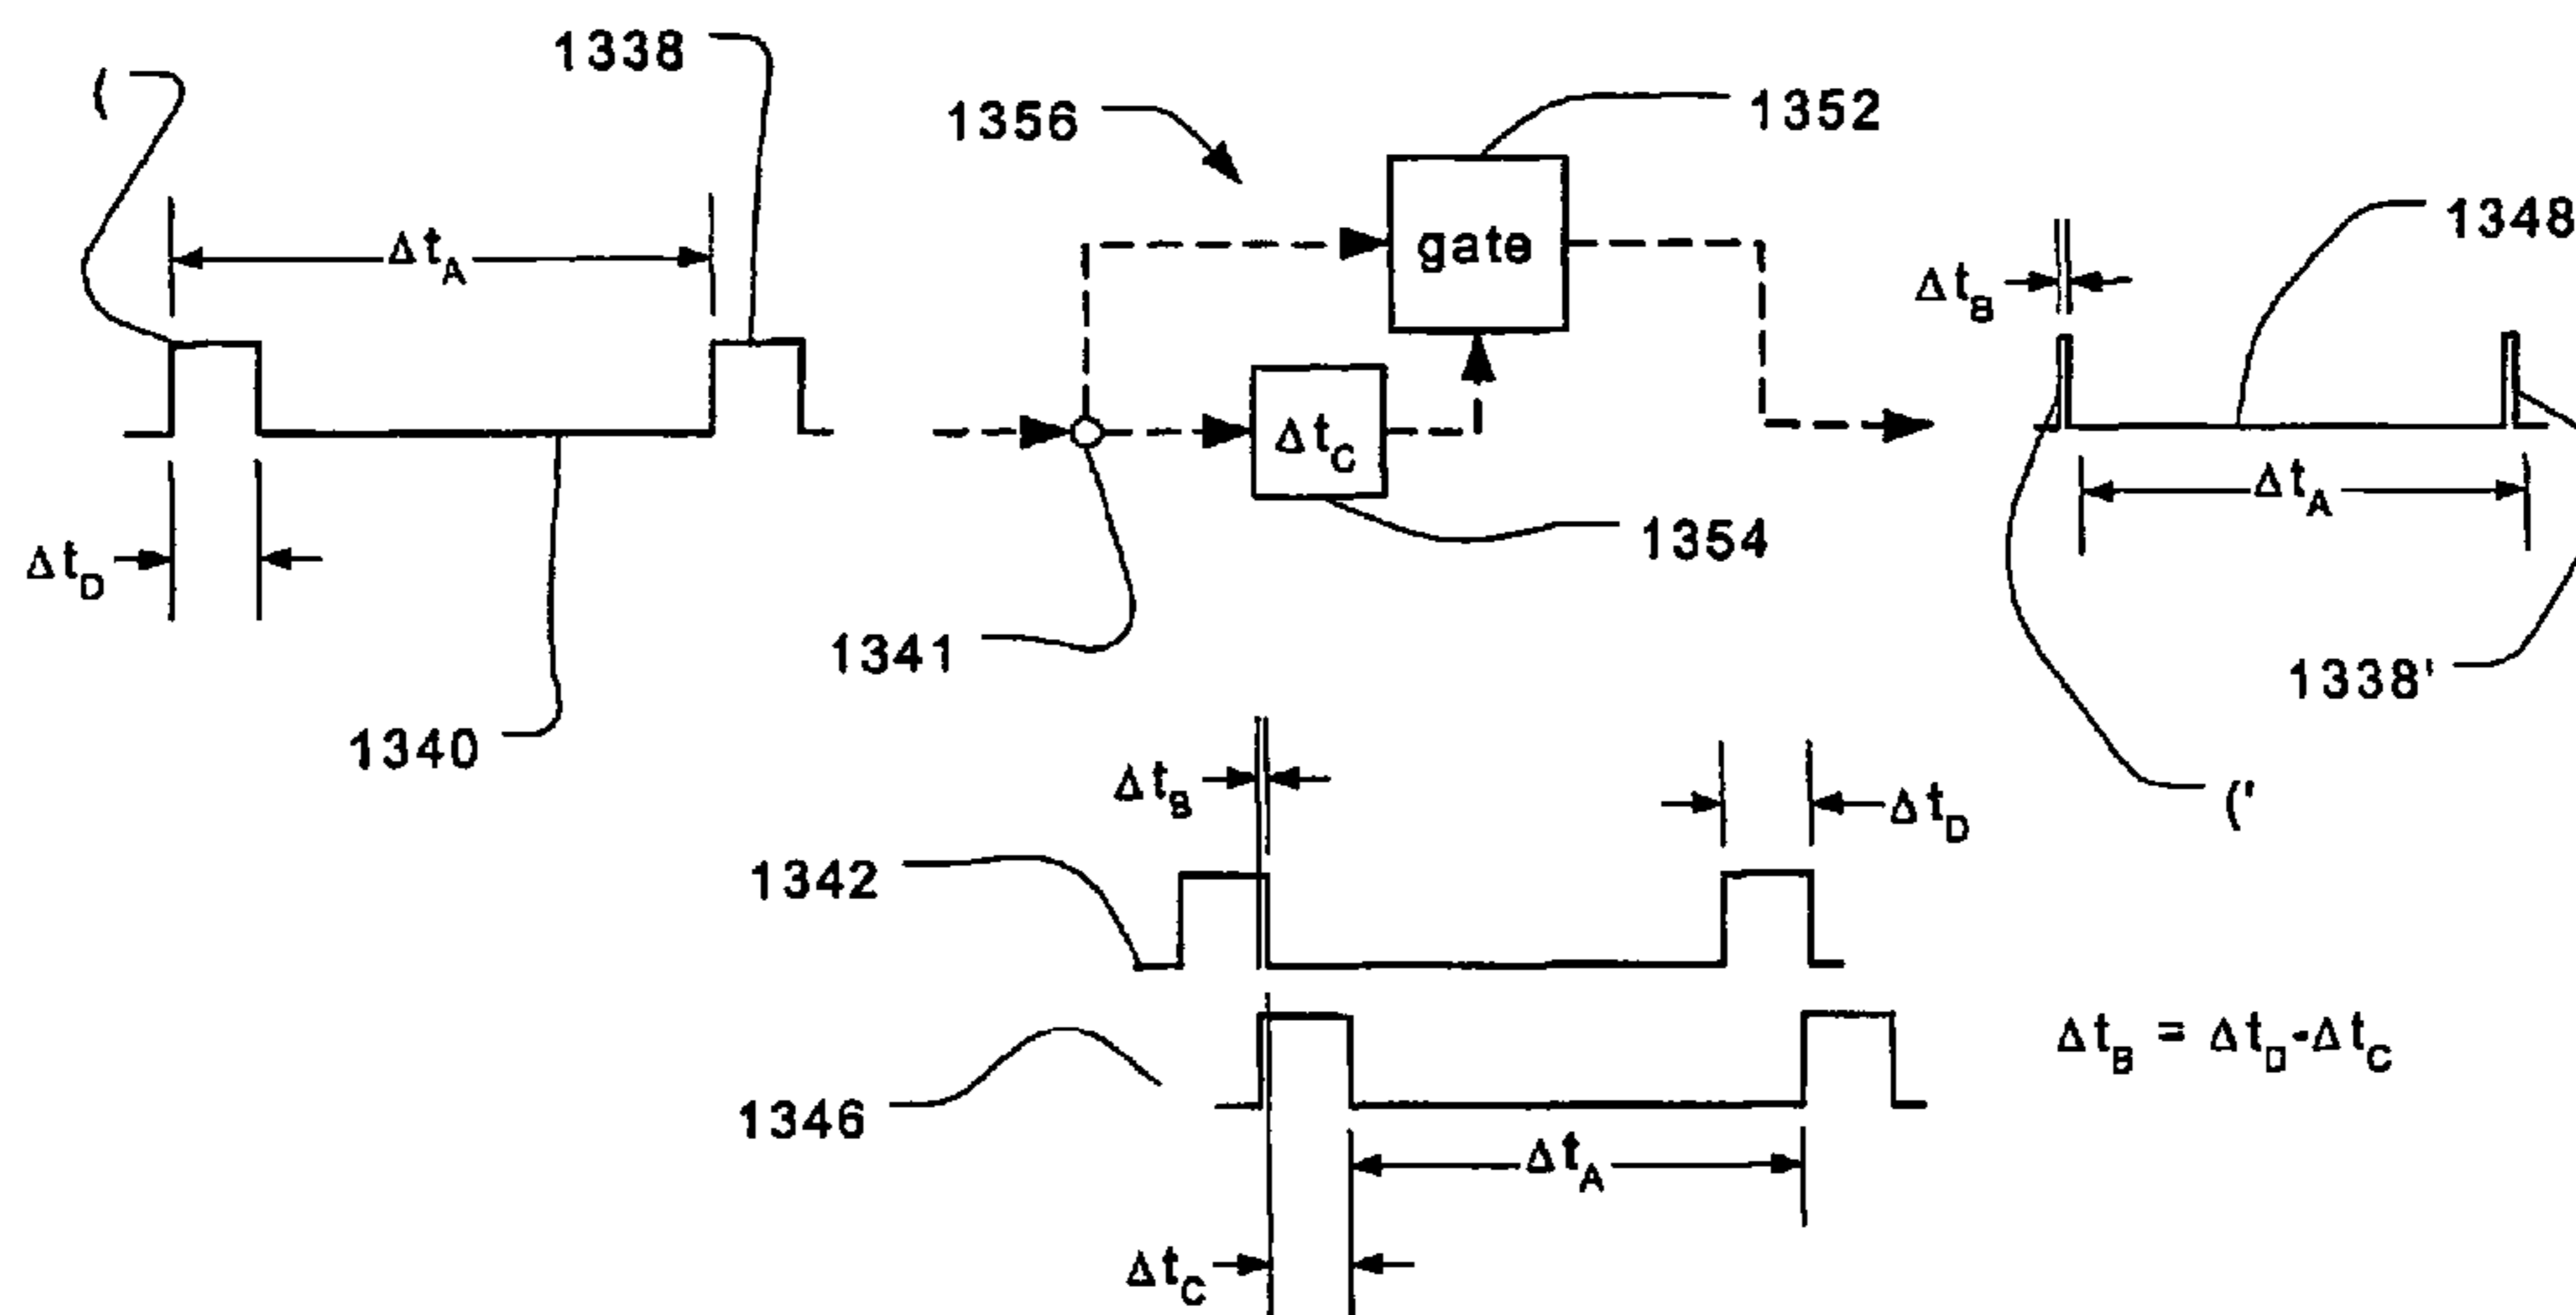 (
1338
1356
1352
1348
Δt_A
gate
Δt_B
Δt_C
Δt_A
Δt_D
1354
1341
1338'
1340
Δt_B
('
Δt_D
1342
1346
Δt_B = Δt_D-Δt_C
Δt_A
Δt_C